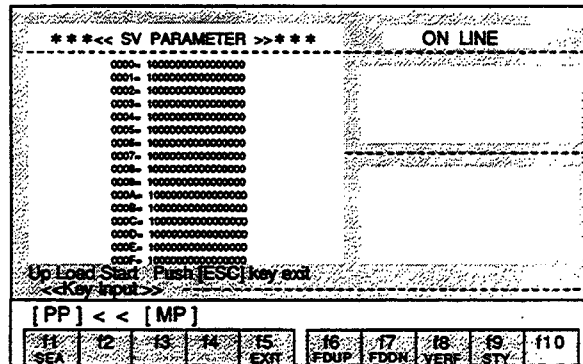 ***<< SV PARAMETER >>*** ON LINE
0000= 1000000000000000
0001= 1000000000000000
0002= 1000000000000000
0003= 1000000000000000
0004= 1000000000000000
0005= 1000000000000000
0006= 1000000000000000
0007= 1000000000000000
0008= 1000000000000000
0009= 1000000000000000
000A= 1000000000000000
000B= 1000000000000000
000C= 1000000000000000
000D= 1000000000000000
000E= 1000000000000000
000F= 1000000000000000
Up Load Start Push [ESC] key exit
<<Key Input>>
[PP] << [MP]
f1 f2 f3 f4 f5 f6 f7 f8 f9 f10
SEA EXIT FDUP FDDN VERF STY